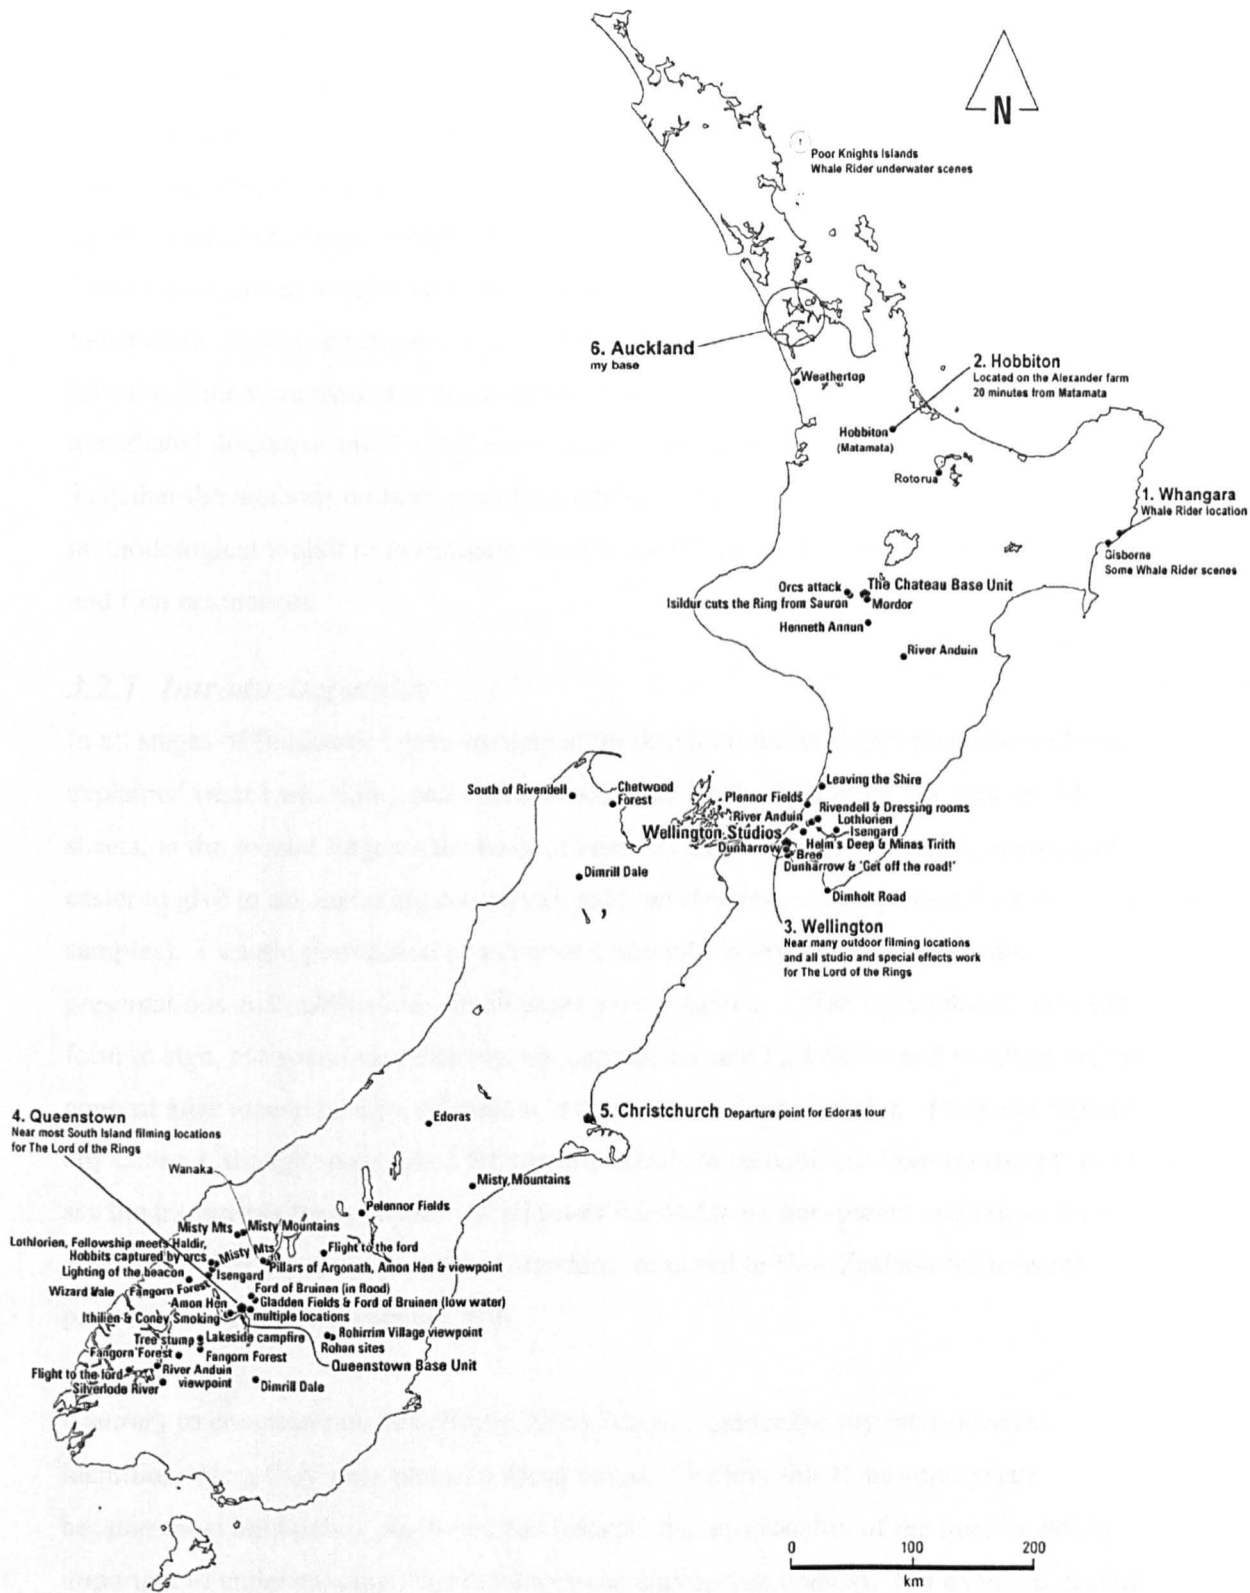 N
Poor Knights Islands
Whale Rider underwater scenes
6. Auckland
my base
Weathertop
2. Hobbiton
Located on the Alexander farm
20 minutes from Matamata
Hobbiton
(Matamata)
Rotorua
1. Whangara
Whale Rider location
Gisborne
Some Whale Rider scenes
Orcs attack
The Chateau Base Unit
Isildur cuts the Ring from Sauron
Mordor
Henneth Annun
River Anduin
Leaving the Shire
South of Rivendell
Chetwood
Forest
Plennor Fields
Rivendell & Dressing rooms
River Anduin
Lothlorien
Wellington Studios
Isengard
Helm's Deep & Minas Tirith
Dunharrow
Bree
Dunharrow & 'Get off the road!'
Dimrill Dale
Dimholt Road
3. Wellington
Near many outdoor filming locations
and all studio and special effects work
for The Lord of the Rings
5. Christchurch Departure point for Edoras tour
Edoras
4. Queenstown
Near most South Island filming locations
for The Lord of the Rings
Wanaka
Misty Mountains
Pelennor Fields
Misty Mts
Misty Mountains
Lothlorien, Fellowship meets Haldir,
Hobbits captured by orcs
Misty Mts
Flight to the ford
Pillars of Argonath, Amon Hen & viewpoint
Lighting of the beacon
Isengard
Wizard Vale
Fangorn Forest
Ford of Bruinen (in flood)
Amon Hen
Gladden Fields & Ford of Bruinen (low water)
Ithilien & Coney Smoking
multiple locations
Tree stump
Lakeside campfire
Rohirrim Village viewpoint
Rohan sites
Fangorn Forest
Fangorn Forest
Queenstown Base Unit
Flight to the ford
River Anduin
viewpoint
Silverlode River
Dimrill Dale
0 100 200
km